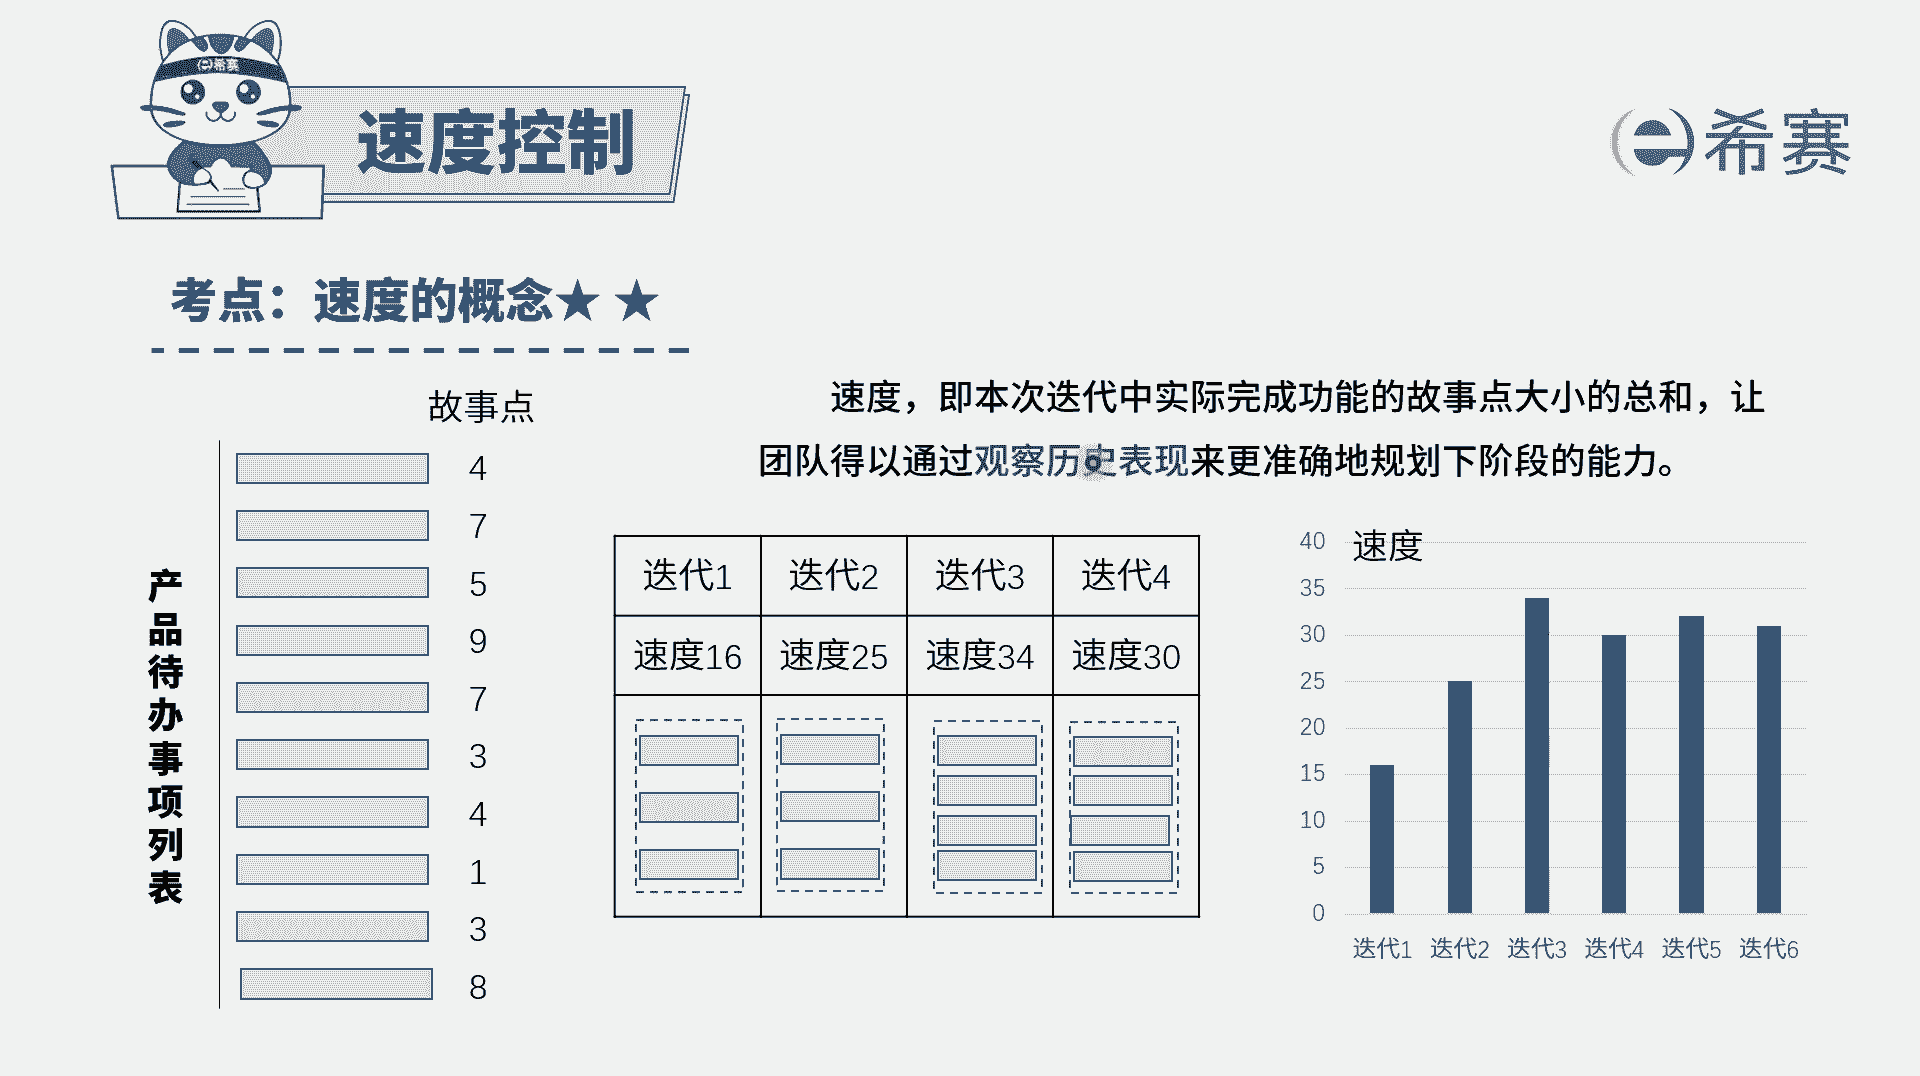 希赛
速度控制
希赛
考点：速度的概念★ ★
故事点
速度，即本次迭代中实际完成功能的故事点大小的总和，让
团队得以通过观察历史表现来更准确地规划下阶段的能力。
产品待办事项列表
4
7
5
9
7
3
4
1
3
8
迭代1 迭代2 迭代3 迭代4
速度16 速度25 速度34 速度30
速度
40
35
30
25
20
15
10
5
0
迭代1 迭代2 迭代3 迭代4 迭代5 迭代6